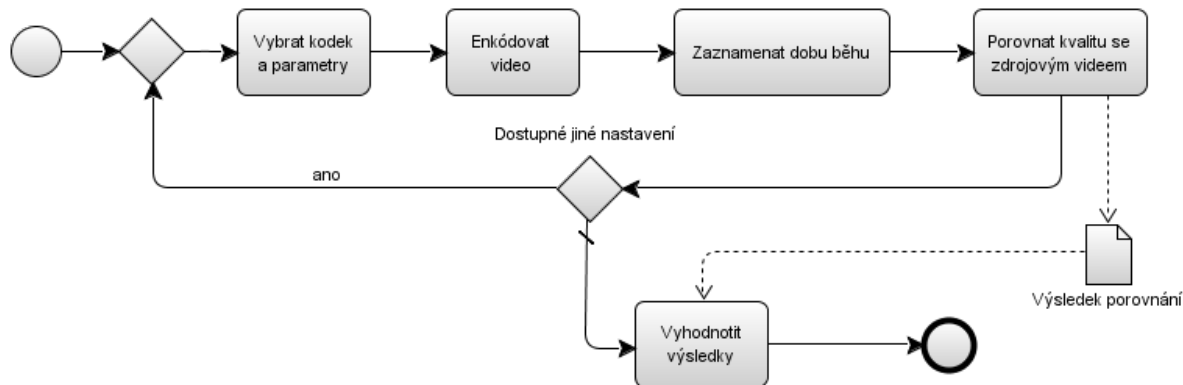 Vybrat kodek
a parametry
Enkódovat
video
Zaznamenat dobu běhu
Porovnat kvalitu se
zdrojovým videem
Dostupné jiné nastavení
ano
Výsledek porovnání
Vyhodnotit
výsledky